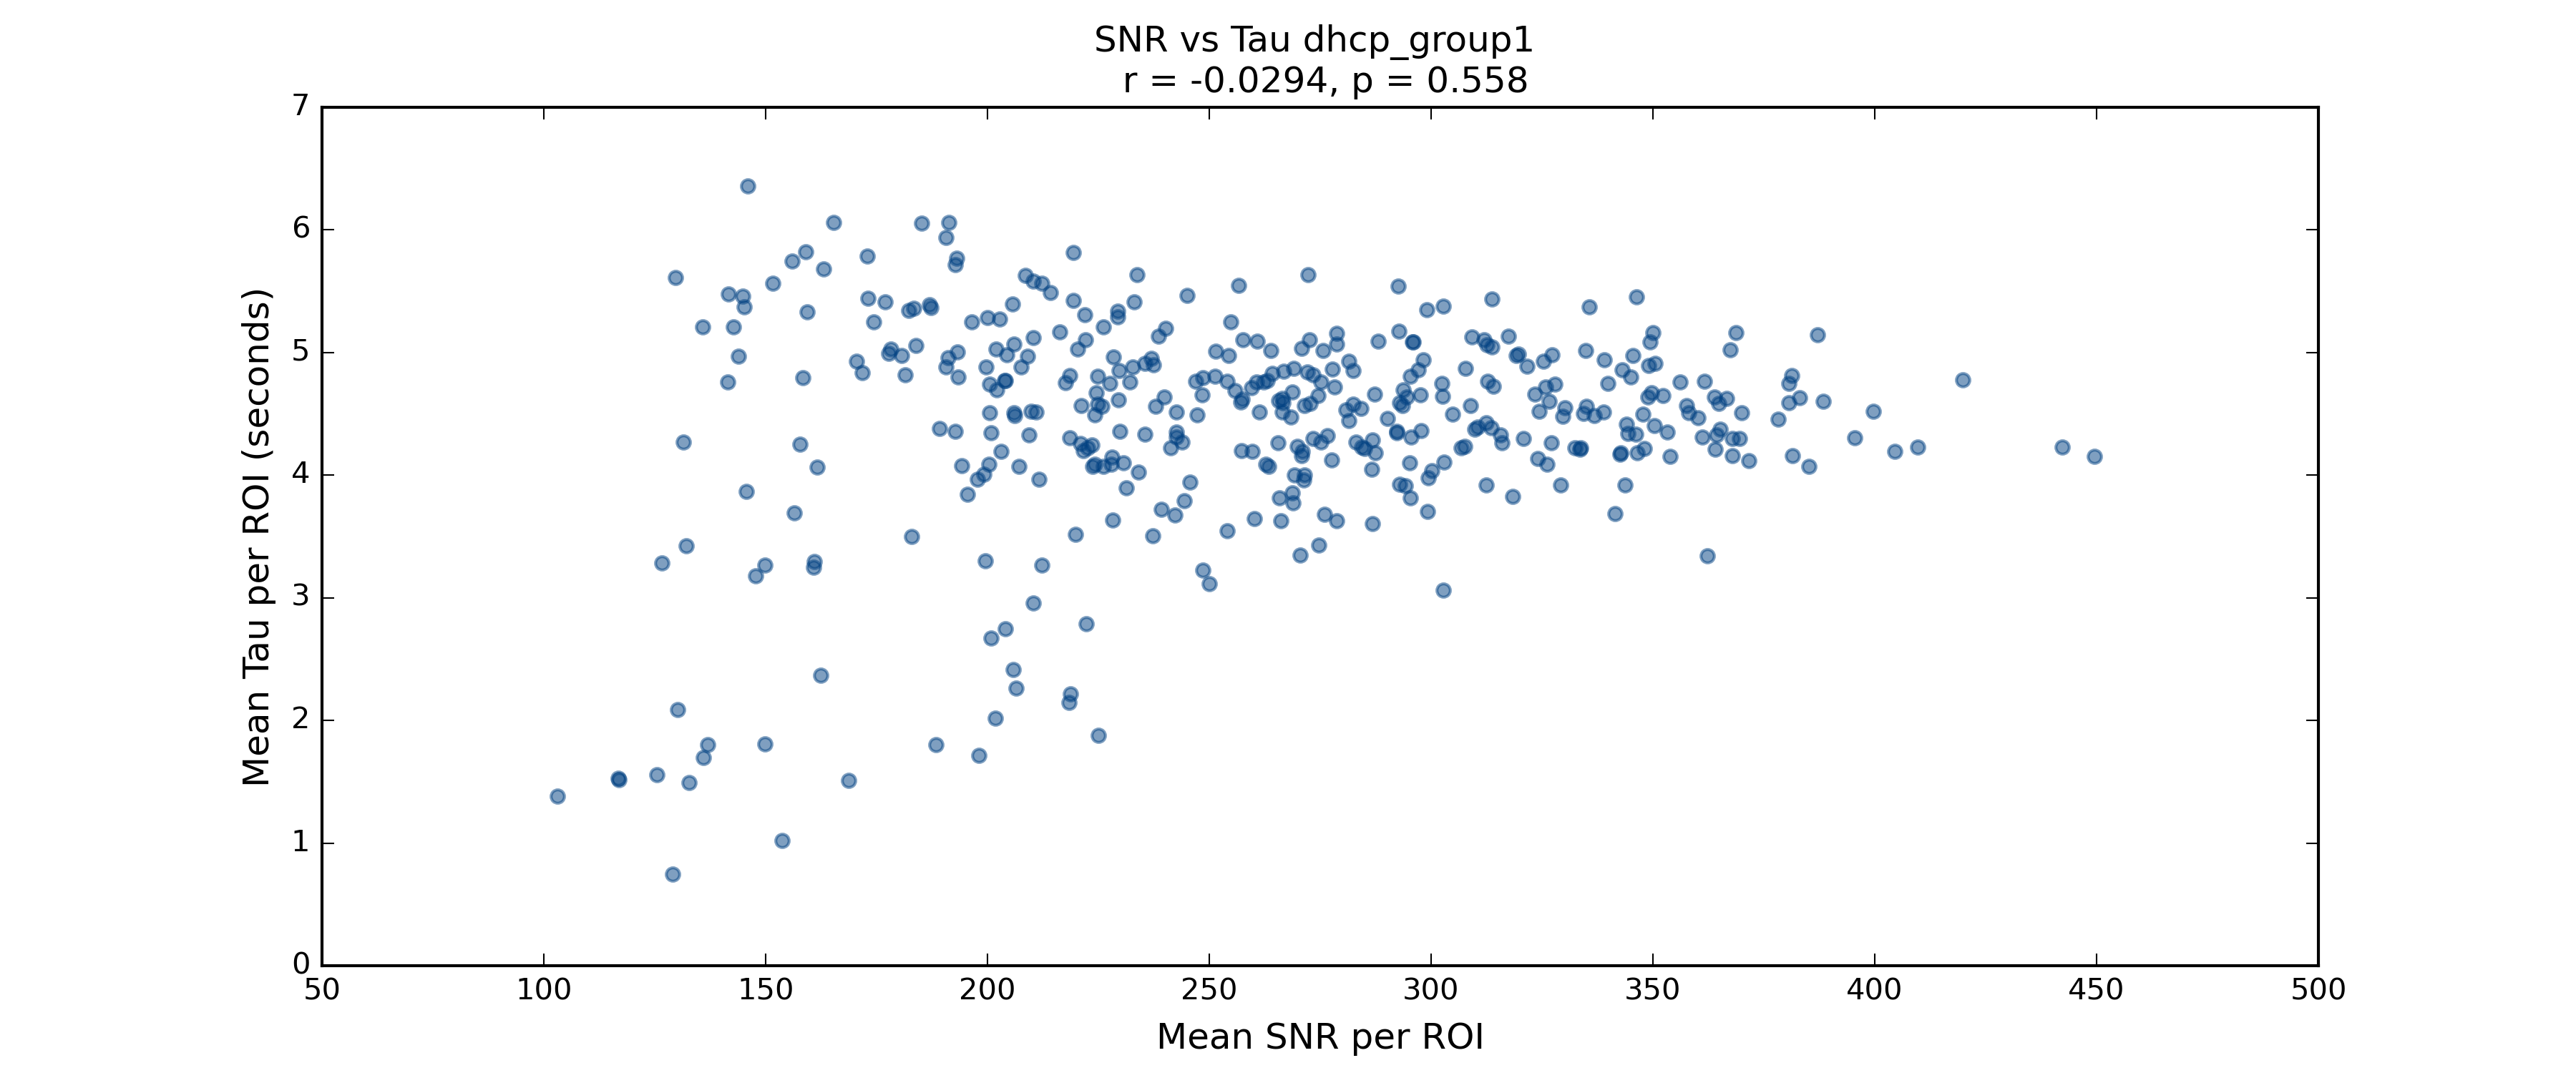 SNR vs Tau dhcp_group1
r = -0.0294, p = 0.558
7
6
5
4
3
2
1
0
Mean Tau per ROI (seconds)
50 100 150 200 250 300 350 400 450 500
Mean SNR per ROI